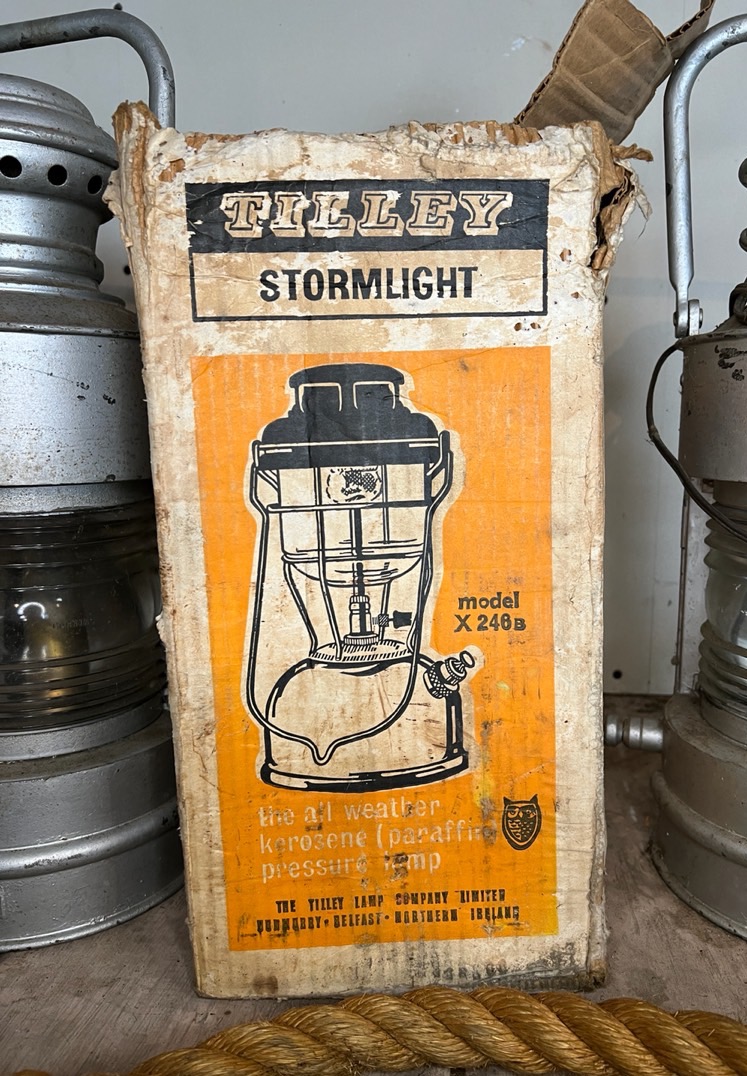 TILLEY
STORMLIGHT
model
X 246B
the all weather
kerosene (paraffin
pressure lamp
THE TILLEY LAMP COMPANY LIMITED
DUNMURRY • BELFAST • NORTHERN IRELAND